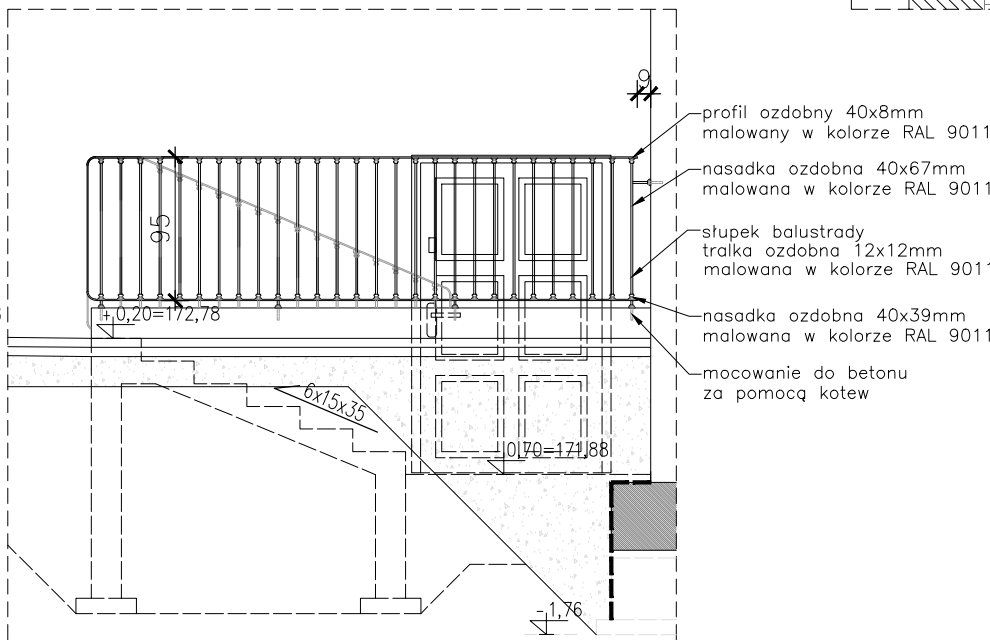 9
profil ozdobny 40x8mm
malowany w kolorze RAL 9011
nasadka ozdobna 40x67mm
malowana w kolorze RAL 9011
95
słupek balustrady
tralka ozdobna 12x12mm
malowana w kolorze RAL 901
+ 0,20=172,78
nasadka ozdobna 40x39mm
malowana w kolorze RAL 9011
mocowanie do betonu
za pomocą kotew
6x15x35
0,70=171,88
-1,76